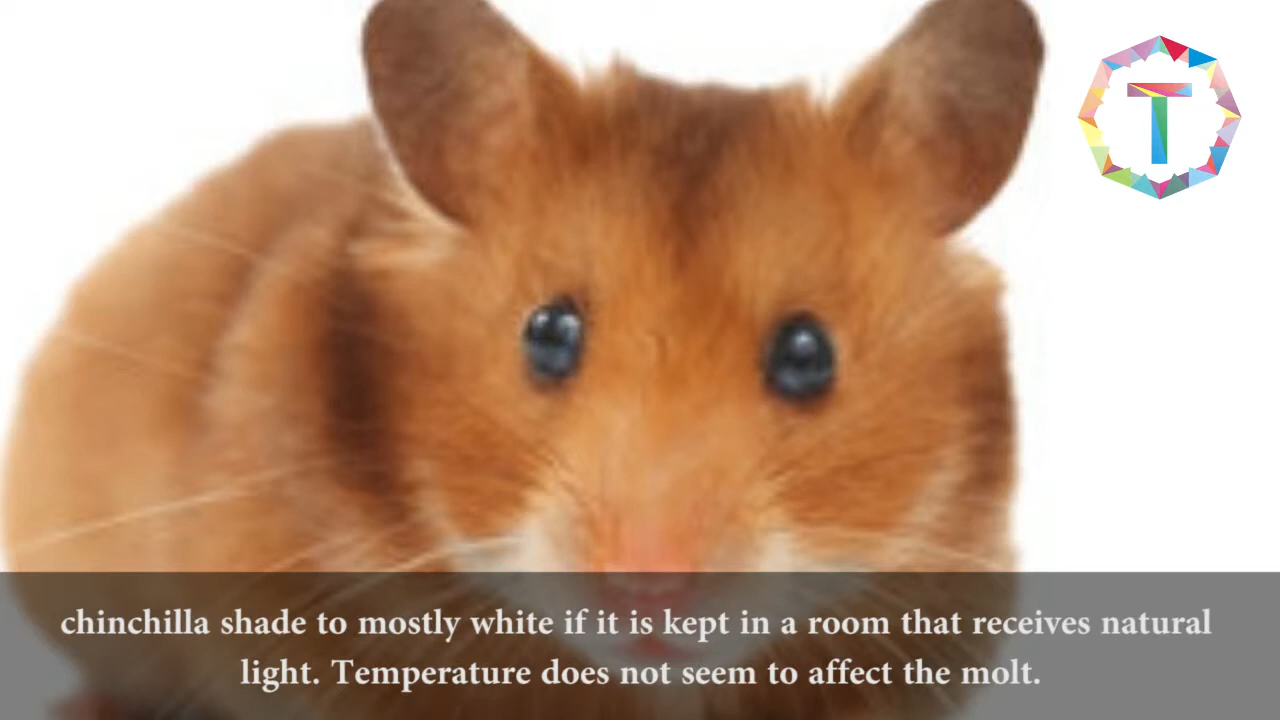 T
chinchilla shade to mostly white if it is kept in a room that receives natural
light. Temperature does not seem to affect the molt.